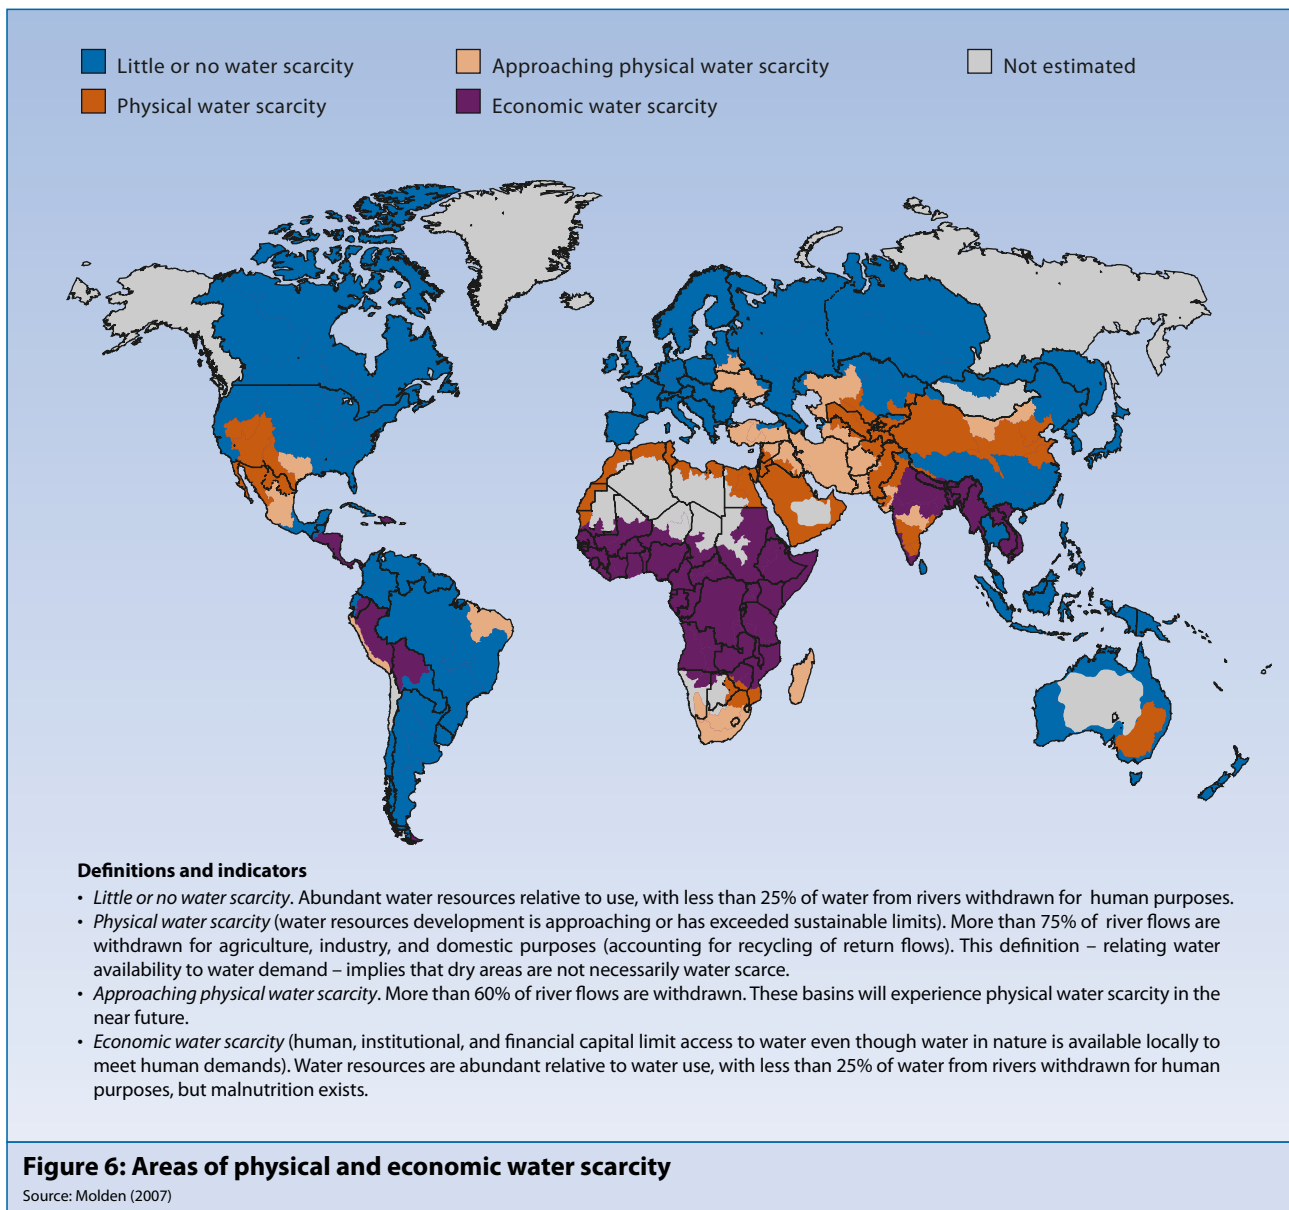 Little or no water scarcity
Approaching physical water scarcity
Not estimated
Physical water scarcity
Economic water scarcity
Definitions and indicators
• Little or no water scarcity. Abundant water resources relative to use, with less than 25% of water from rivers withdrawn for human purposes.
• Physical water scarcity (water resources development is approaching or has exceeded sustainable limits). More than 75% of river flows are
withdrawn for agriculture, industry, and domestic purposes (accounting for recycling of return flows). This definition – relating water
availability to water demand – implies that dry areas are not necessarily water scarce.
• Approaching physical water scarcity. More than 60% of river flows are withdrawn. These basins will experience physical water scarcity in the
near future.
• Economic water scarcity (human, institutional, and financial capital limit access to water even though water in nature is available locally to
meet human demands). Water resources are abundant relative to water use, with less than 25% of water from rivers withdrawn for human
purposes, but malnutrition exists.
Figure 6: Areas of physical and economic water scarcity
Source: Molden (2007)